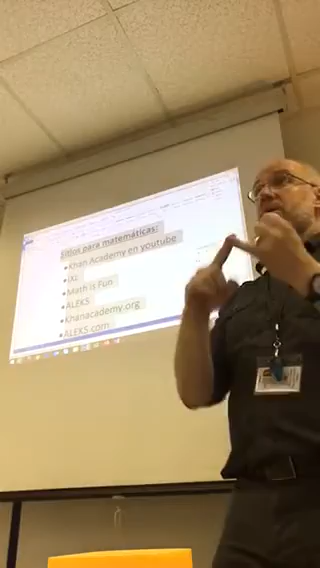 Sitios para matemáticas:
•Khan Academy en youtube
•IXL
•Math is Fun
•ALEKS
•Khanacademy.org
•ALEKS.com